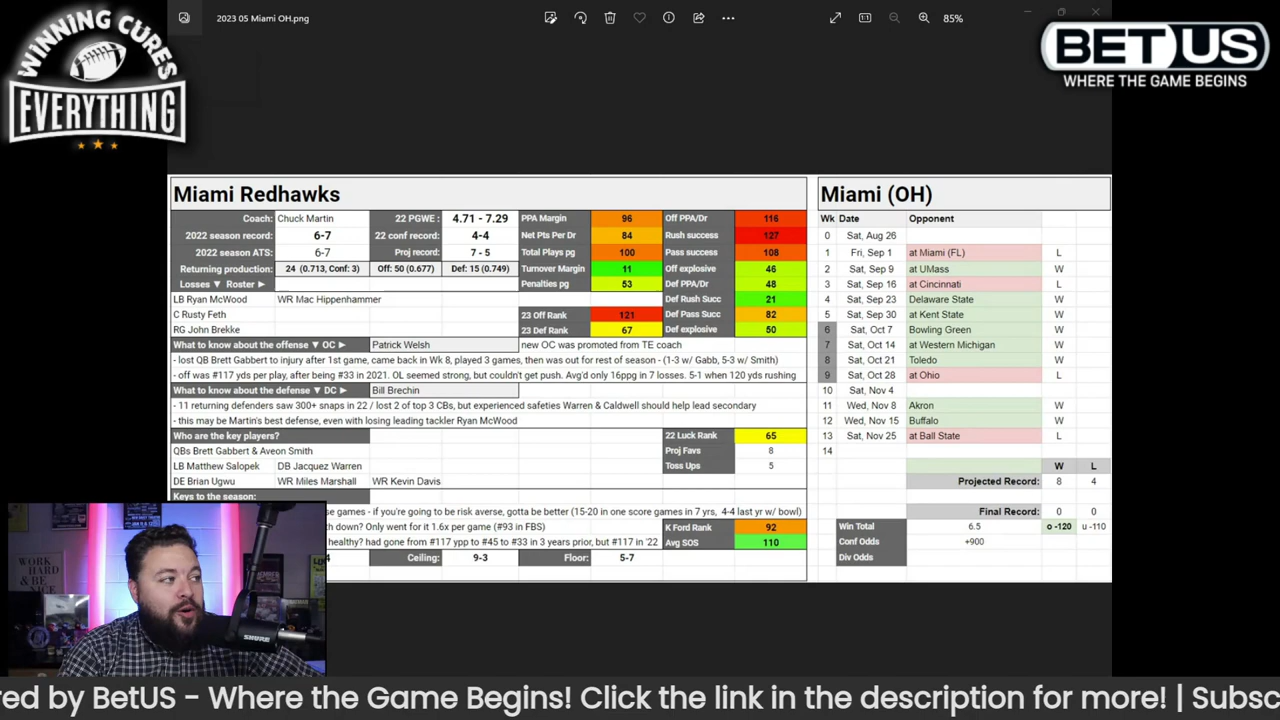 2023 05 Miami OH.png
85%
WINNING CURES
EVERYTHING
BETUS
WHERE THE GAME BEGINS
Miami Redhawks
Coach: Chuck Martin 22 PGWE : 4.71 - 7.29 PPA Margin 96 Off PPA/Dr 116
2022 season record: 6-7 22 conf record: 4-4 Net Pts Per Dr 84 Rush success 127
2022 season ATS: 6-7 Proj record: 7 - 5 Total Plays pg 100 Pass success 108
Returning production: 24 (0.713, Conf: 3) Off: 50 (0.677) Def: 15 (0.749) Turnover Margin 11 Off explosive 46
Losses ▼ Roster ► Penalties pg 53 Def PPA/Dr 48
LB Ryan McWood WR Mac Hippenhammer Def Rush Succ 21
C Rusty Feth 23 Off Rank 121 Def Pass Succ 82
RG John Brekke 23 Def Rank 67 Def explosive 50
What to know about the offense ▼ OC ► Patrick Welsh new OC was promoted from TE coach
- lost QB Brett Gabbert to injury after 1st game, came back in Wk 8, played 3 games, then was out for rest of season - (1-3 w/ Gabb, 5-3 w/ Smith)
- off was #117 yds per play, after being #33 in 2021. OL seemed strong, but couldn't get push. Avg'd only 16ppg in 7 losses. 5-1 when 120 yds rushing
What to know about the defense ▼ DC ► Bill Brechin
- 11 returning defenders saw 300+ snaps in 22 / lost 2 of top 3 CBs, but experienced safeties Warren & Caldwell should help lead secondary
- this may be Martin's best defense, even with losing leading tackler Ryan McWood
Who are the key players? 22 Luck Rank 65
QBs Brett Gabbert & Aveon Smith Proj Favs 8
LB Matthew Salopek DB Jacquez Warren Toss Ups 5
DE Brian Ugwu WR Miles Marshall WR Kevin Davis
Keys to the season:
se games - if you're going to be risk averse, gotta be better (15-20 in one score games in 7 yrs, 4-4 last yr w/ bowl)
th down? Only went for it 1.6x per game (#93 in FBS) K Ford Rank 92
healthy? had gone from #117 ypp to #45 to #33 in 3 years prior, but #117 in '22 Avg SOS 110
4 Ceiling: 9-3 Floor: 5-7
Miami (OH)
Wk Date Opponent
0 Sat, Aug 26
1 Fri, Sep 1 at Miami (FL) L
2 Sat, Sep 9 at UMass W
3 Sat, Sep 16 at Cincinnati L
4 Sat, Sep 23 Delaware State W
5 Sat, Sep 30 at Kent State W
6 Sat, Oct 7 Bowling Green W
7 Sat, Oct 14 at Western Michigan W
8 Sat, Oct 21 Toledo W
9 Sat, Oct 28 at Ohio L
10 Sat, Nov 4
11 Wed, Nov 8 Akron W
12 Wed, Nov 15 Buffalo W
13 Sat, Nov 25 at Ball State L
14
W L
Projected Record: 8 4
Final Record: 0 0
Win Total 6.5 o -120 u -110
Conf Odds +900
Div Odds
WORK HARD & BE NICE
SHURE
red by BetUS - Where the Game Begins! Click the link in the description for more! | Subsc